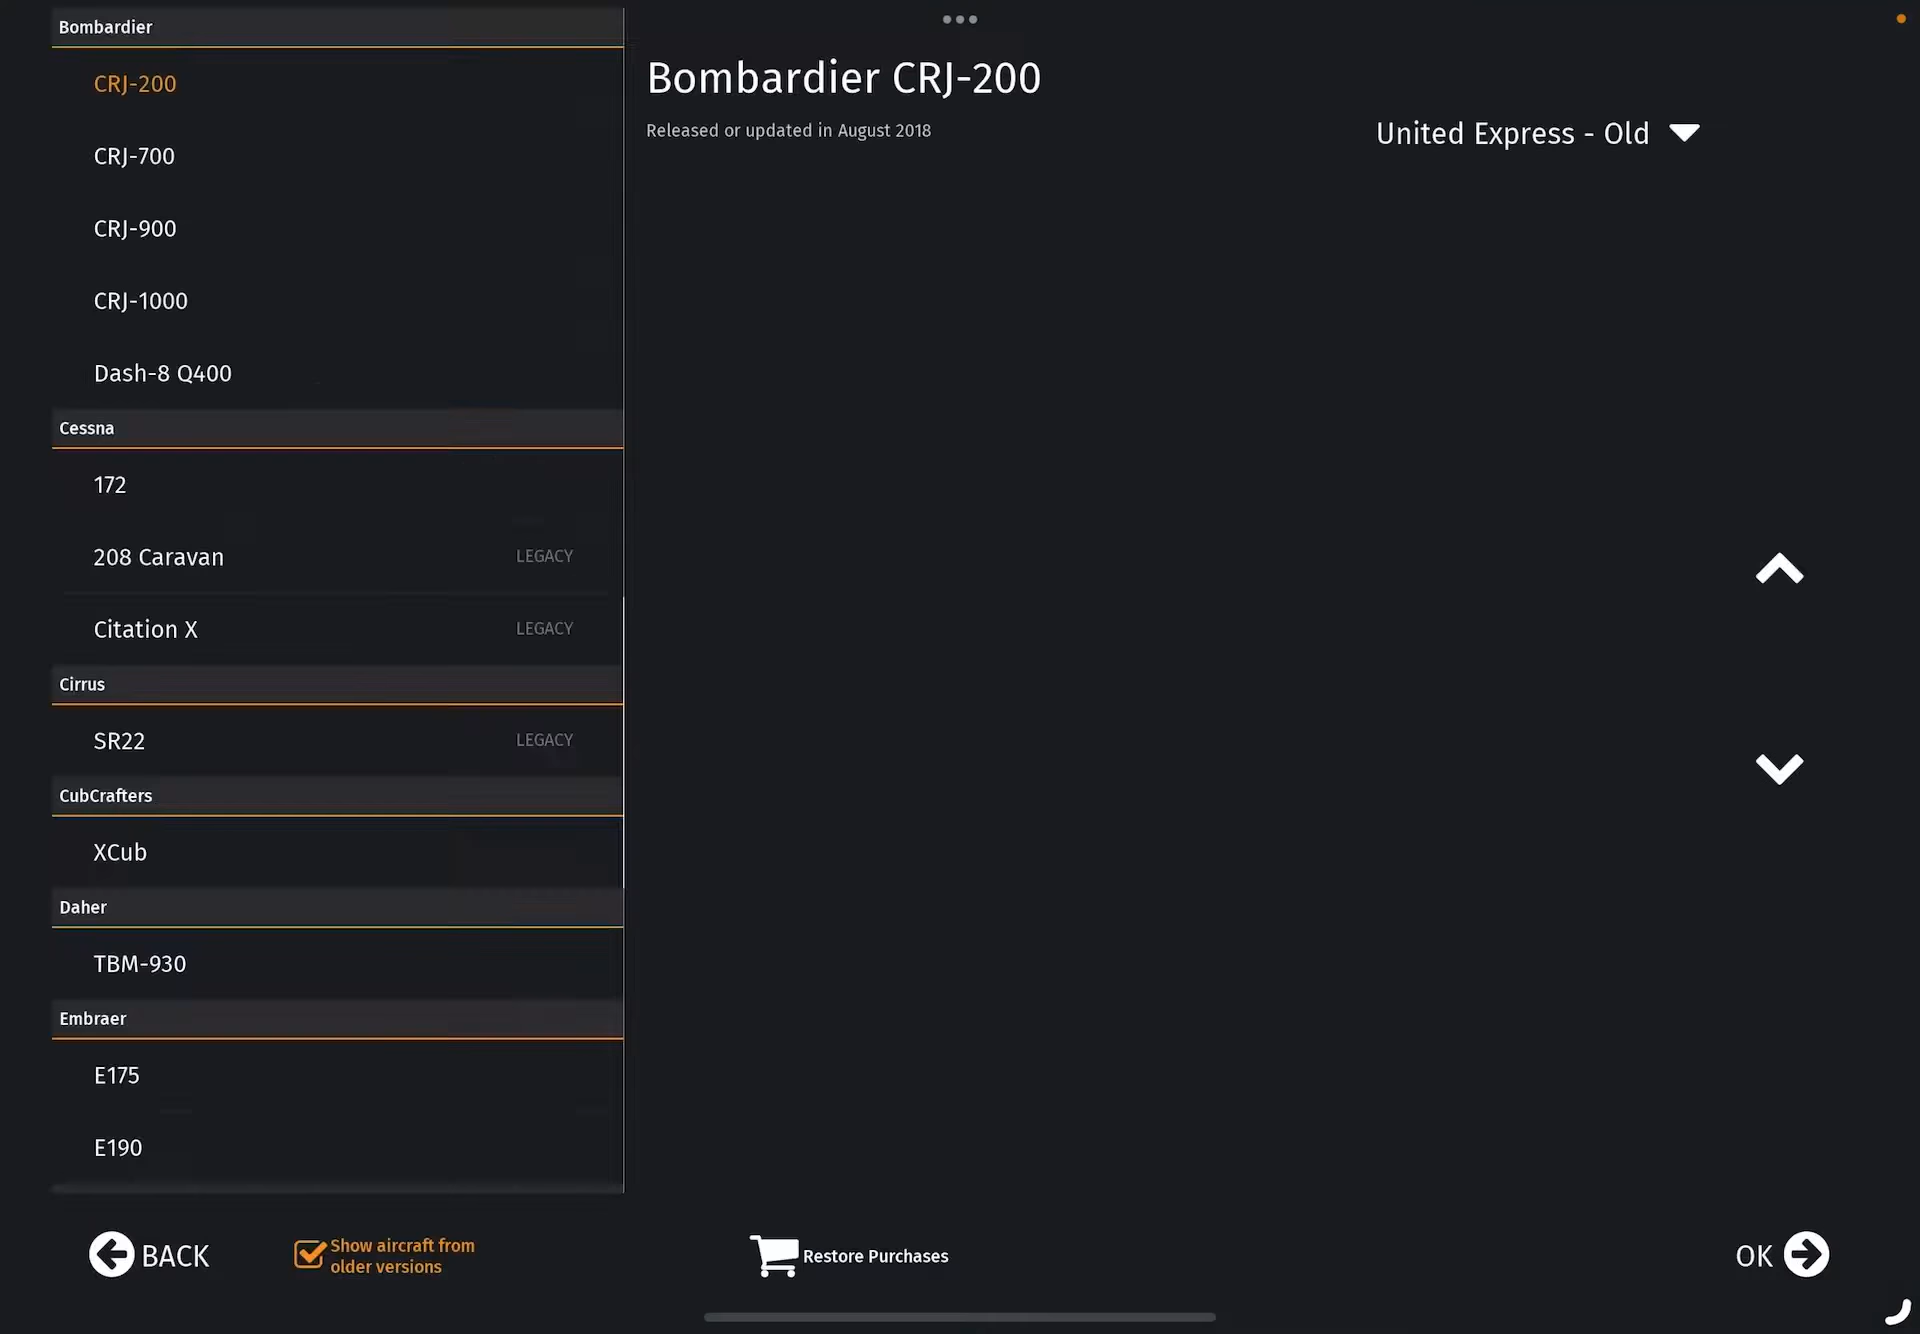 Bombardier
CRJ-200
CRJ-700
CRJ-900
CRJ-1000
Dash-8 Q400
Cessna
172
208 Caravan LEGACY
Citation X LEGACY
Cirrus
SR22 LEGACY
CubCrafters
XCub
Daher
TBM-930
Embraer
E175
E190
Bombardier CRJ-200
Released or updated in August 2018
United Express - Old
BACK
Show aircraft from
older versions
Restore Purchases
OK